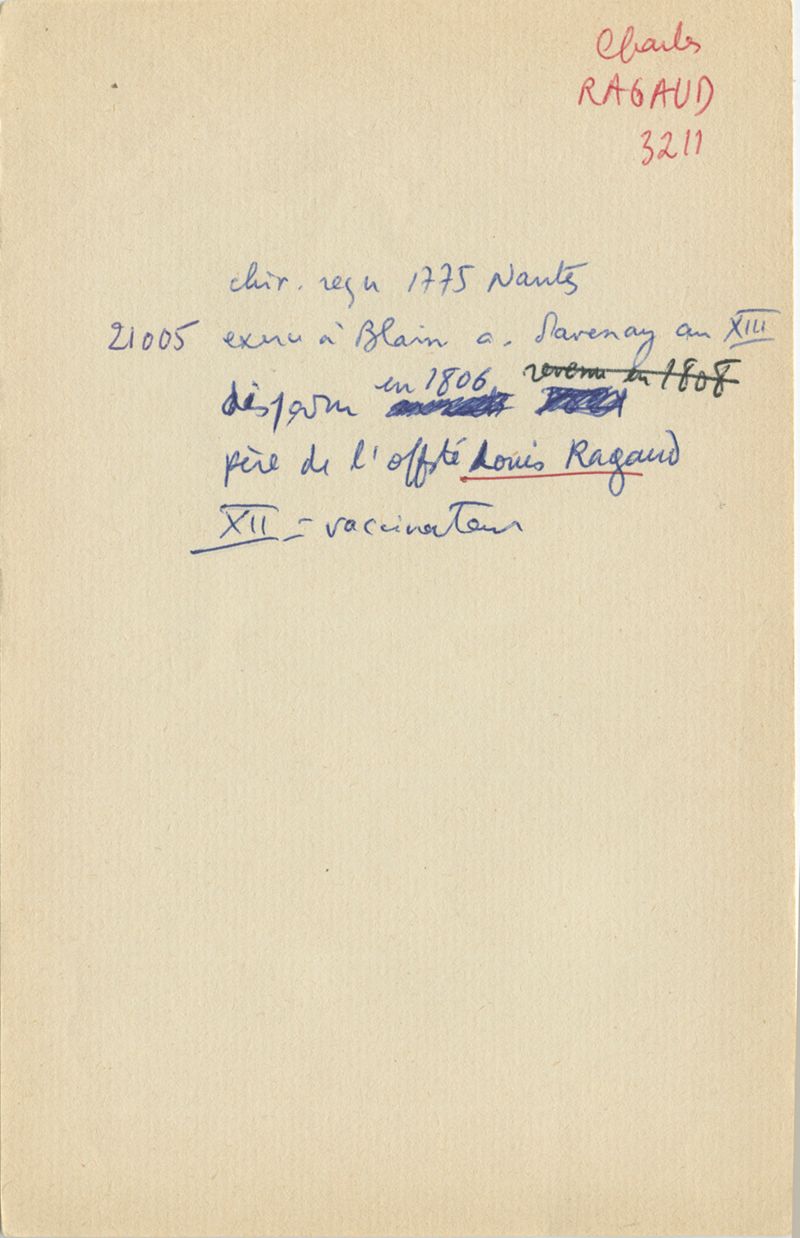 Charles
RAGAUD
3211
chir. reçu 1775 Nantes
21005 exerce à Blain a. Savenay an XIII
disparu en 1806, revenu en 1808
père de l'offté Louis Ragaud
XII = vaccinateur